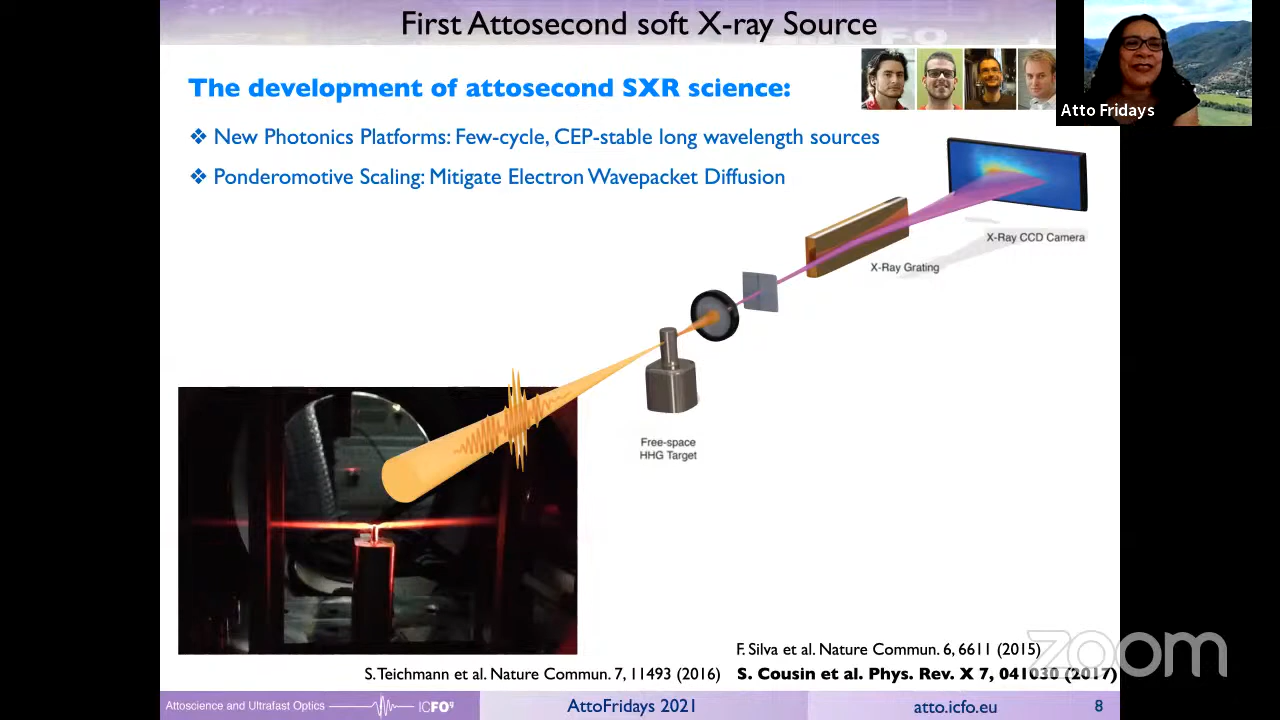 First Attosecond soft X-ray Source
The development of attosecond SXR science:
❖ New Photonics Platforms: Few-cycle, CEP-stable long wavelength sources
❖ Ponderomotive Scaling: Mitigate Electron Wavepacket Diffusion
Atto Fridays
X-Ray CCD Camera
X-Ray Grating
Free-space
HHG Target
F. Silva et al. Nature Commun. 6, 6611 (2015)
S. Teichmann et al. Nature Commun. 7, 11493 (2016)
S. Cousin et al. Phys. Rev. X 7, 041030 (2017)
zoom
Attoscience and Ultrafast Optics
ICFO
AttoFridays 2021
atto.icfo.eu
8